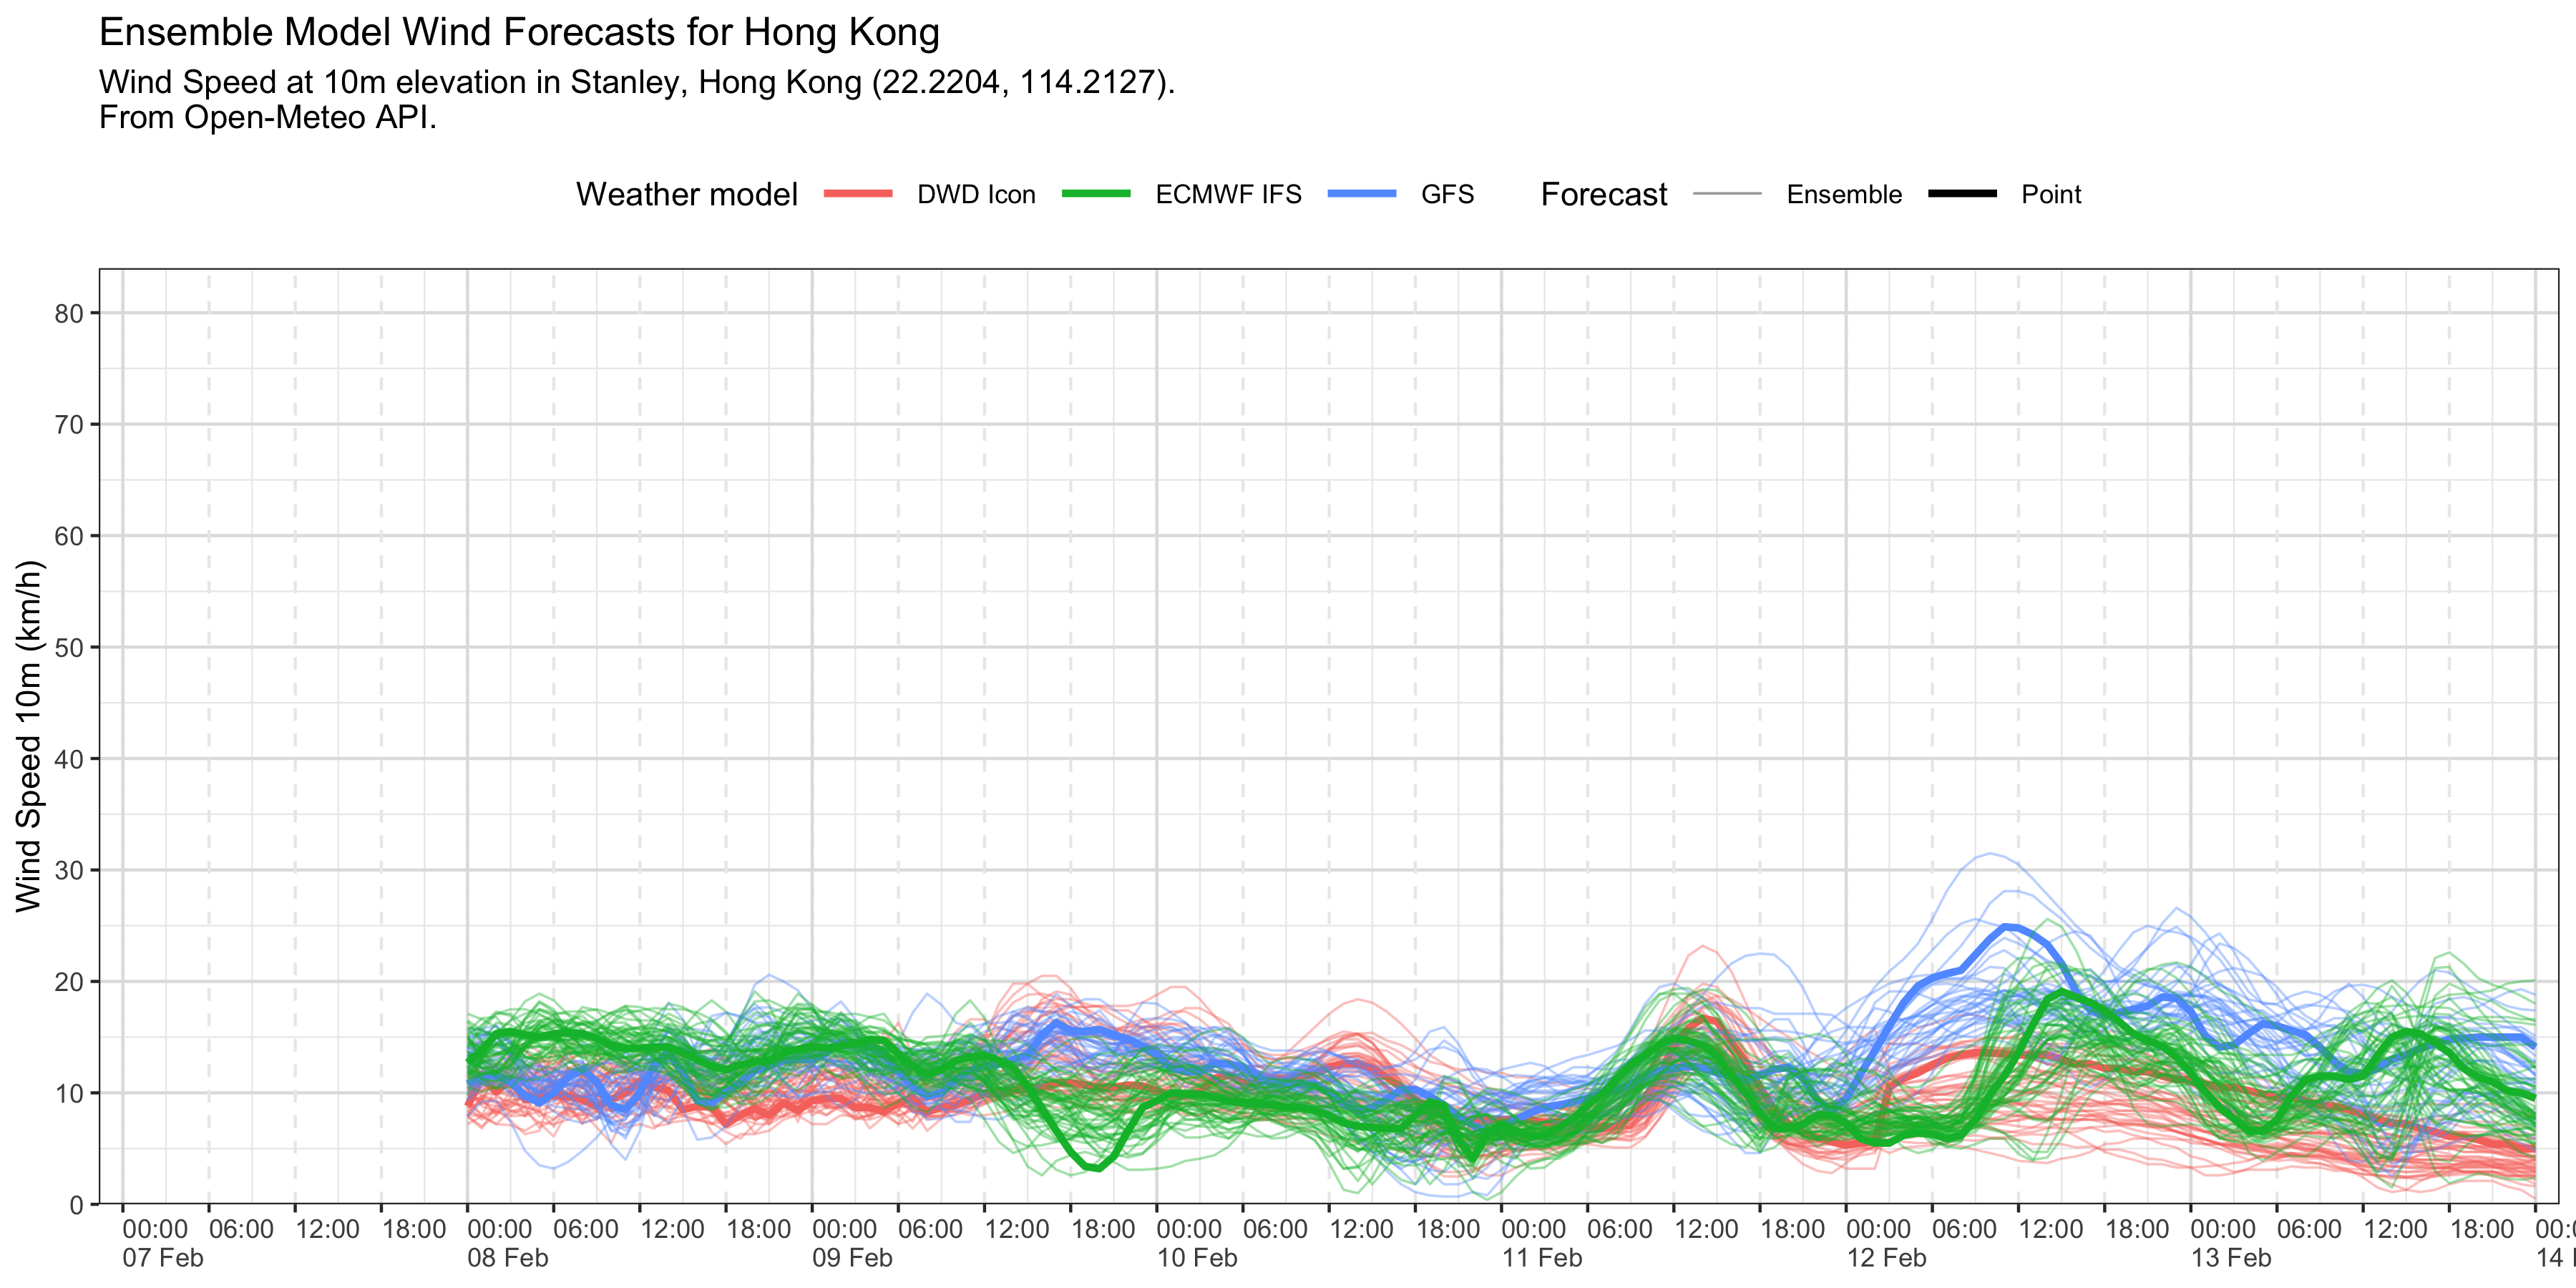 Ensemble Model Wind Forecasts for Hong Kong
Wind Speed at 10m elevation in Stanley, Hong Kong (22.2204, 114.2127).
From Open-Meteo API.
Weather model DWD Icon ECMWF IFS GFS Forecast Ensemble Point
Wind Speed 10m (km/h)
80
70
60
50
40
30
20
10
0
00:00 06:00 12:00 18:00 00:00 06:00 12:00 18:00 00:00 06:00 12:00 18:00 00:00 06:00 12:00 18:00 00:00 06:00 12:00 18:00 00:00 06:00 12:00 18:00 00:00 06:00 12:00 18:00
07 Feb 08 Feb 09 Feb 10 Feb 11 Feb 12 Feb 13 Feb 14